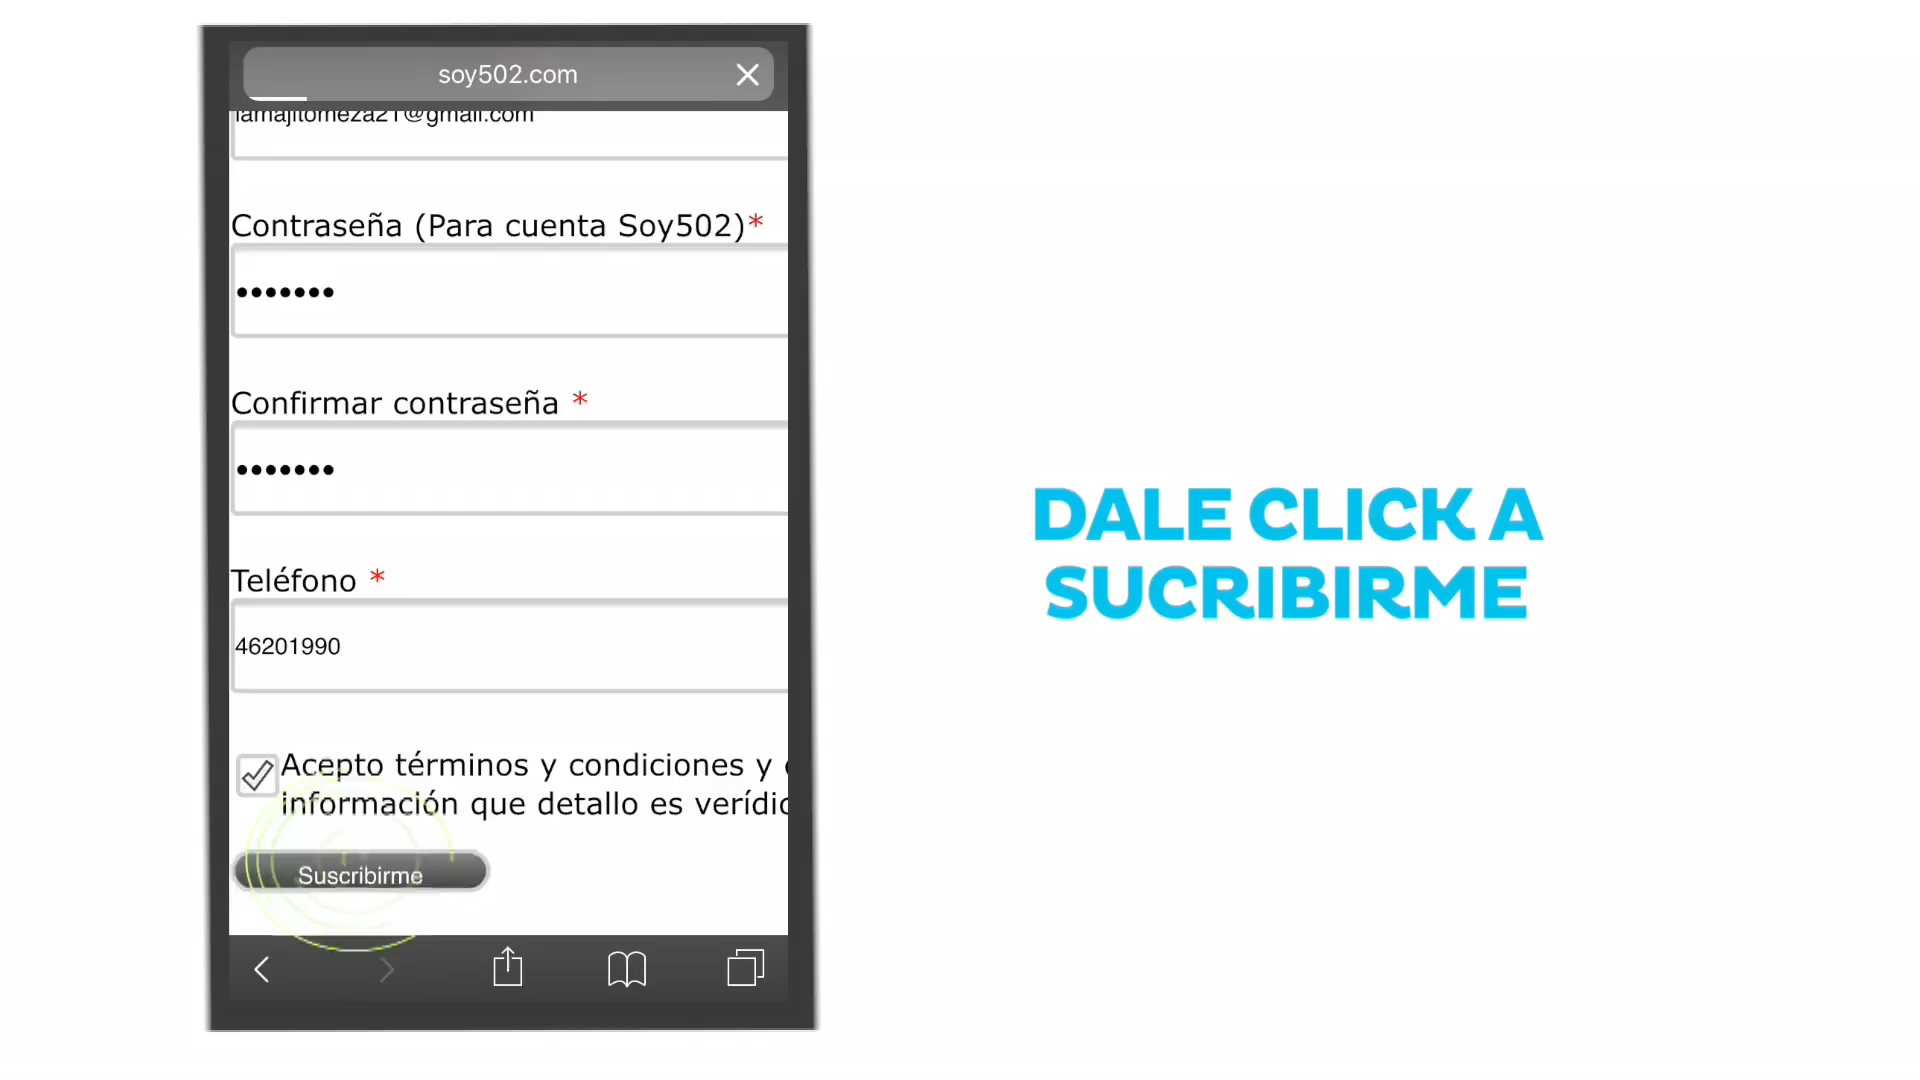 soy502.com
Contraseña (Para cuenta Soy502)*
•••••••
Confirmar contraseña *
•••••••
Teléfono *
46201990
Acepto términos y condiciones y
información que detallo es
Suscribirme
DALE CLICK A
SUCRIBIRME